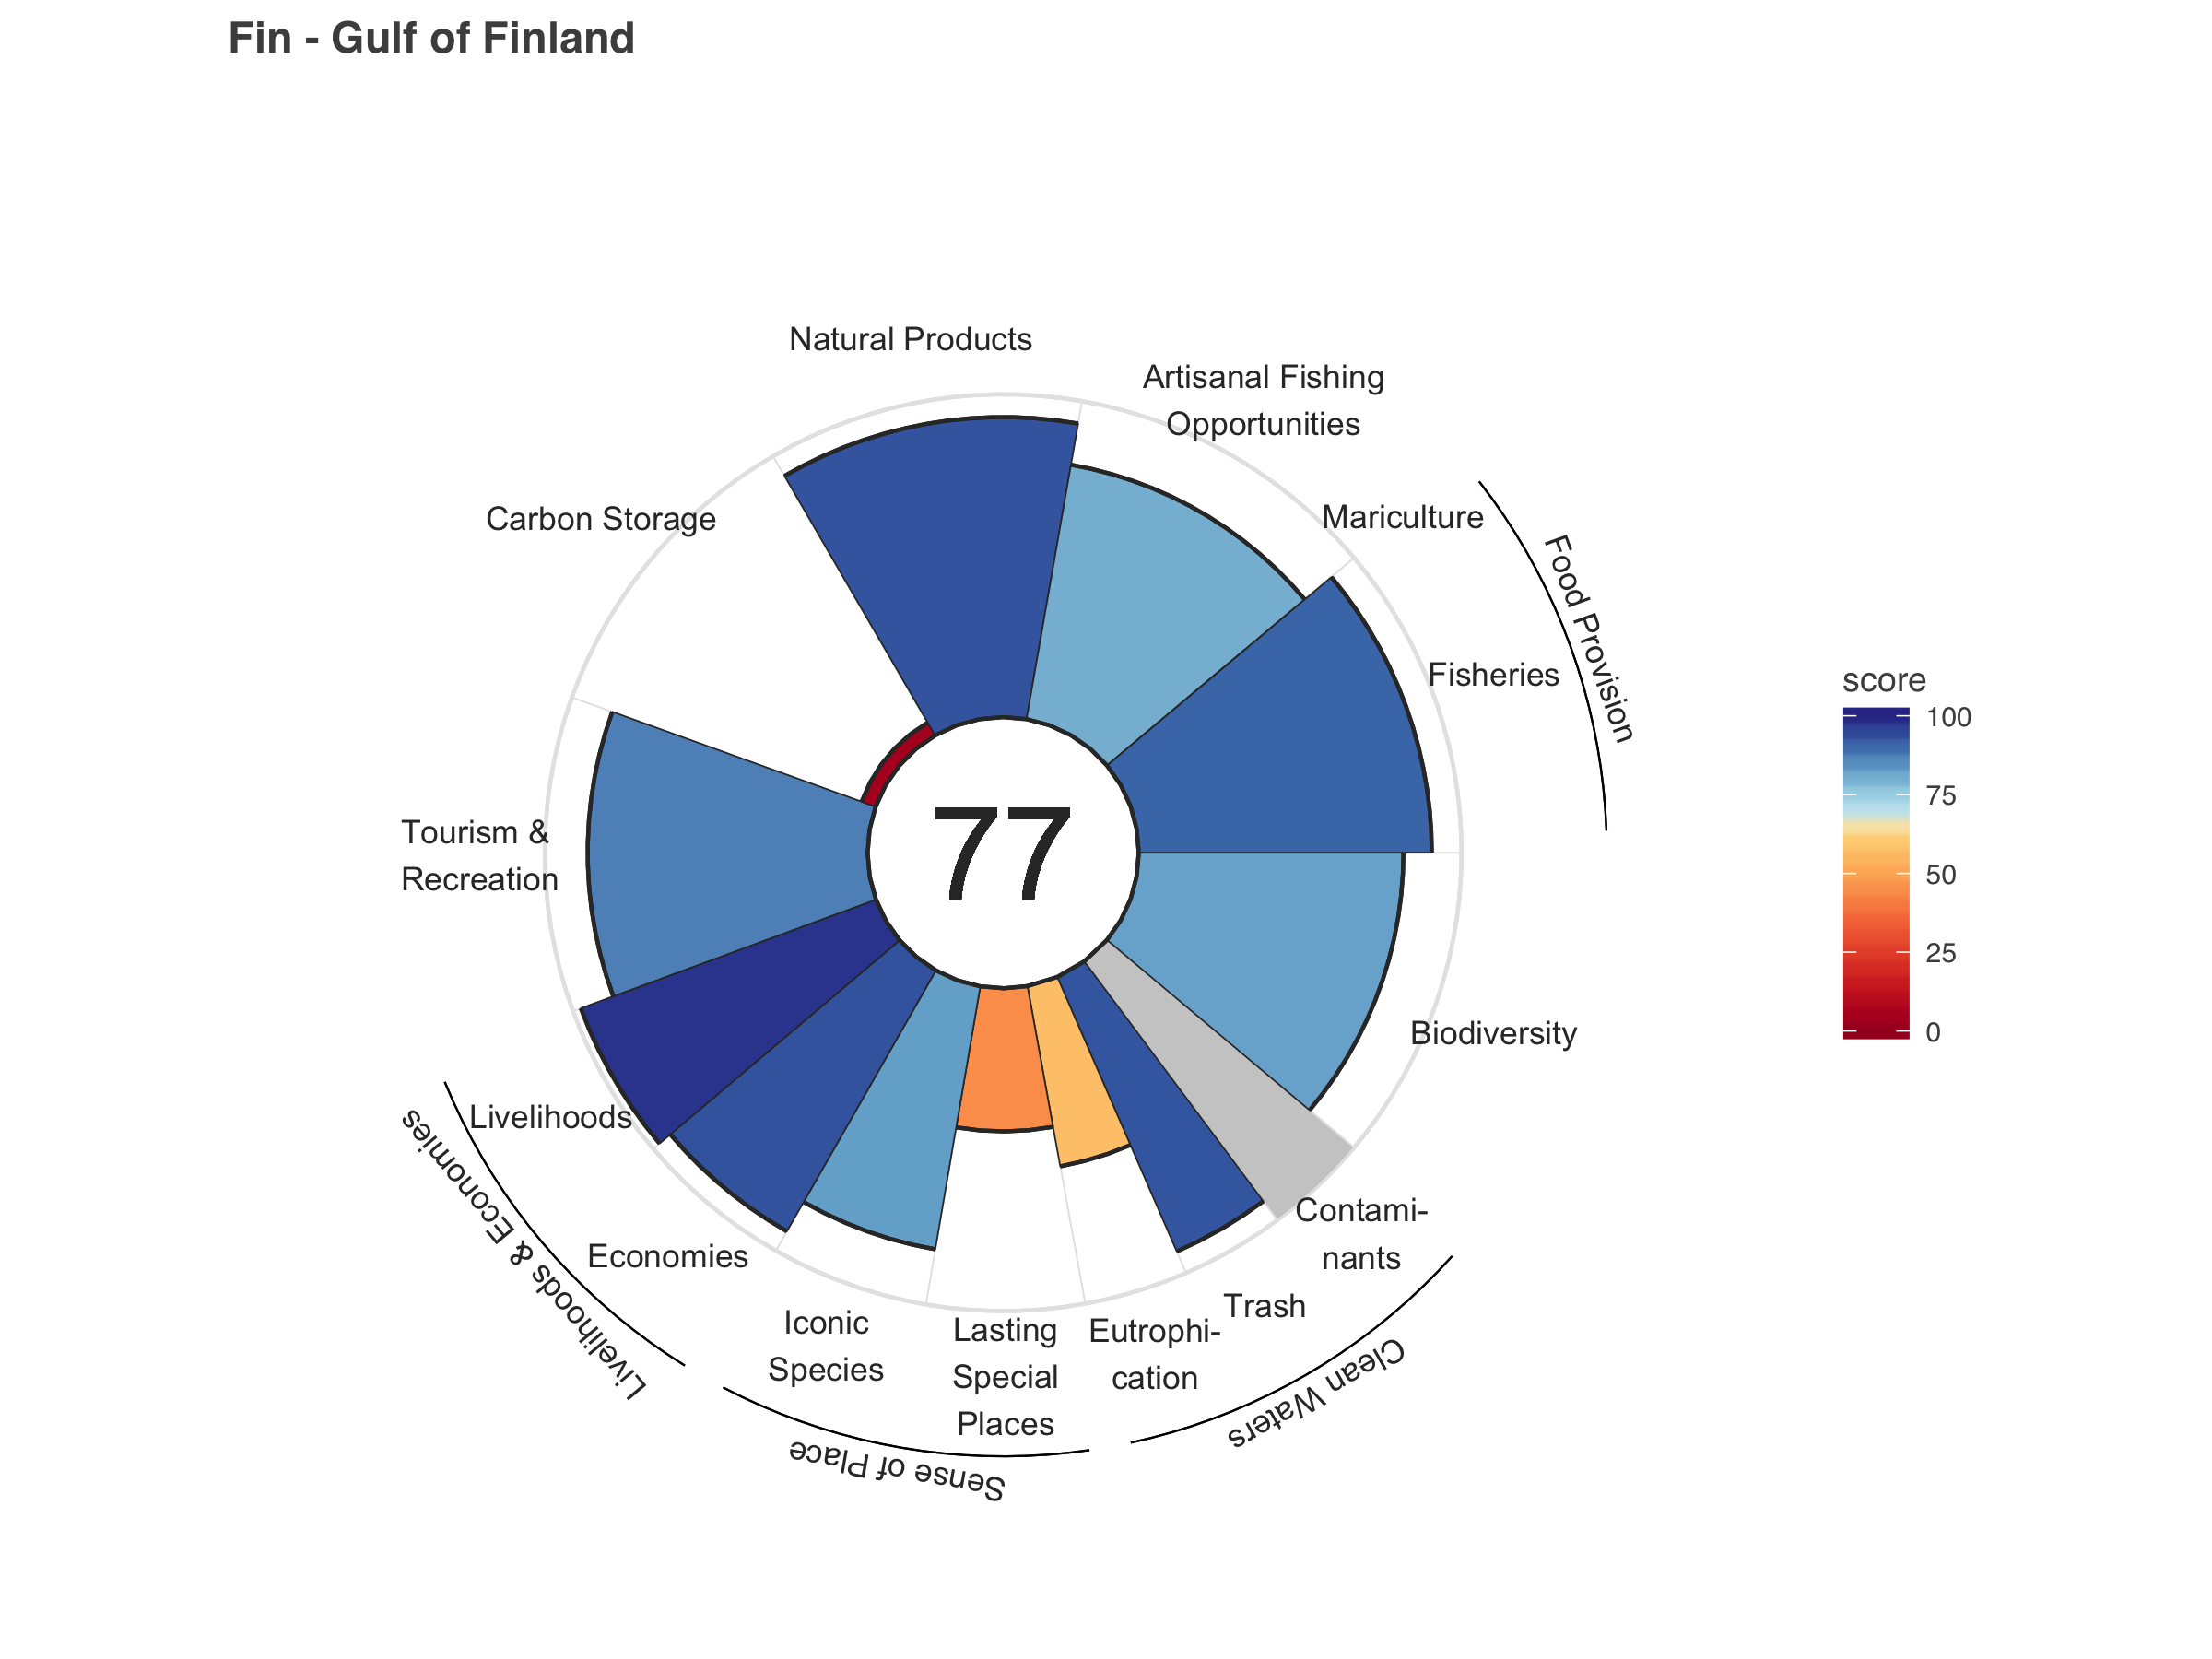 Fin - Gulf of Finland
Natural Products
Artisanal Fishing
Opportunities
Carbon Storage
Mariculture
Food Provision
Fisheries
score
100
75
50
25
0
77
Tourism &
Recreation
Biodiversity
Livelihoods
Livelihoods & Economies
Economies
Contami-
nants
Trash
Iconic
Species
Lasting
Special
Places
Eutrophi-
cation
Clean Waters
Sense of Place